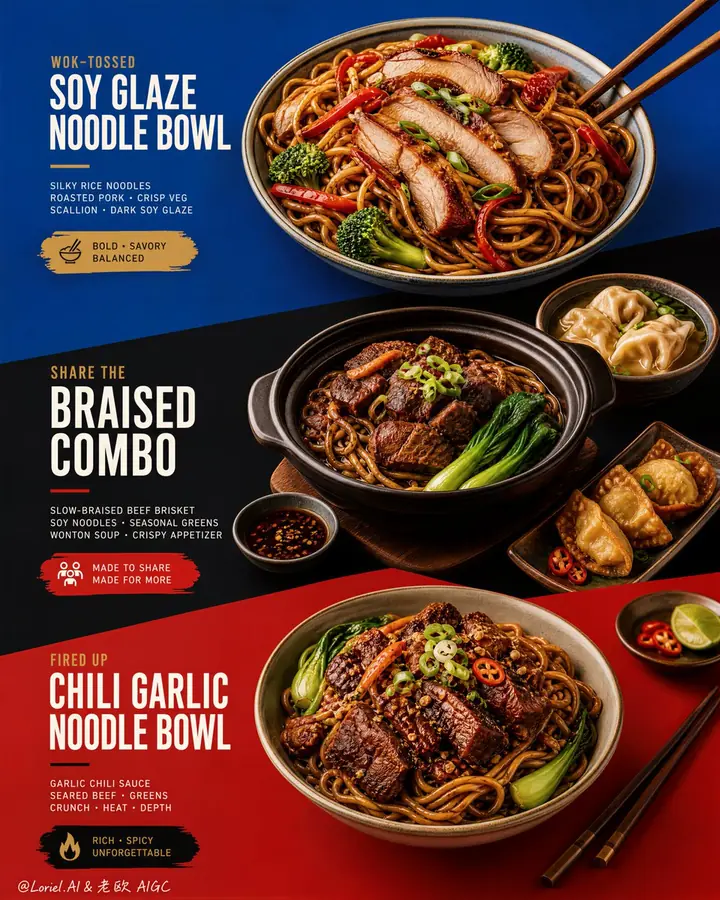 WOK-TOSSED
SOY GLAZE
NOODLE BOWL
SILKY RICE NOODLES
ROASTED PORK • CRISP VEG
SCALLION • DARK SOY GLAZE
BOLD • SAVORY
BALANCED
SHARE THE
BRAISED
COMBO
SLOW-BRAISED BEEF BRISKET
SOY NOODLES • SEASONAL GREENS
WONTON SOUP • CRISPY APPETIZER
MADE TO SHARE
MADE FOR MORE
FIRED UP
CHILI GARLIC
NOODLE BOWL
GARLIC CHILI SAUCE
SEARED BEEF • GREENS
CRUNCH • HEAT • DEPTH
RICH • SPICY
UNFORGETTABLE
@Loriel.AI & 老欧 AIGC